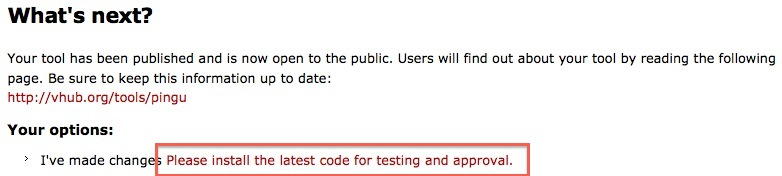 What's next?
Your tool has been published and is now open to the public. Users will find out about your tool by reading the following
page. Be sure to keep this information up to date:
http://vhub.org/tools/pingu
Your options:
› I've made changes Please install the latest code for testing and approval.